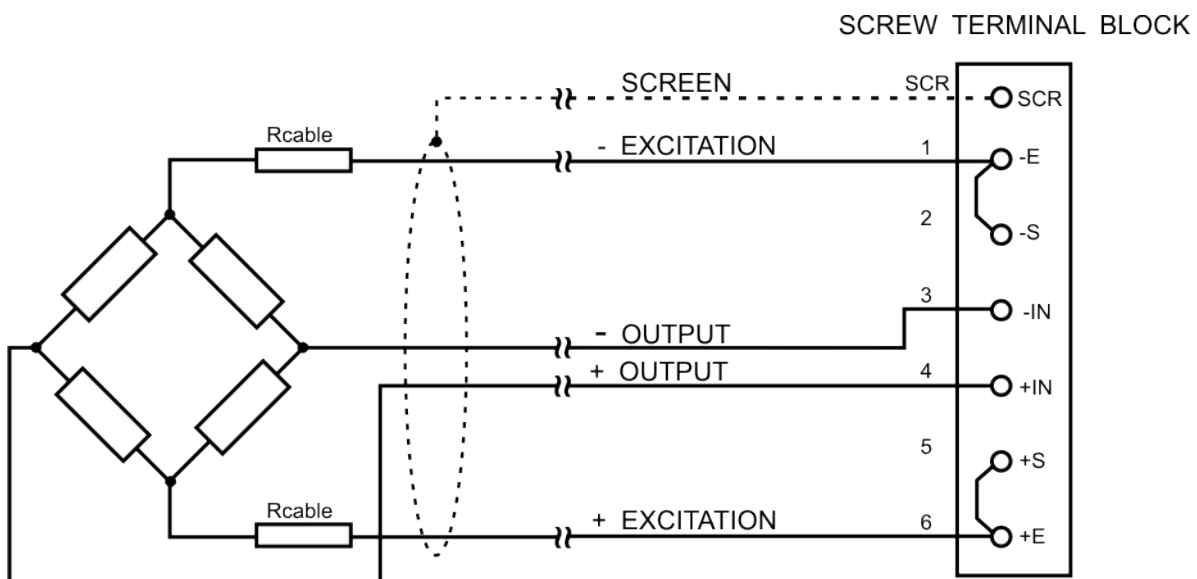 SCREW TERMINAL BLOCK
SCREEN
SCR
SCR
Rcable
- EXCITATION
1
-E
2
-S
3
-IN
- OUTPUT
+ OUTPUT
4
+IN
5
+S
Rcable
+ EXCITATION
6
+E